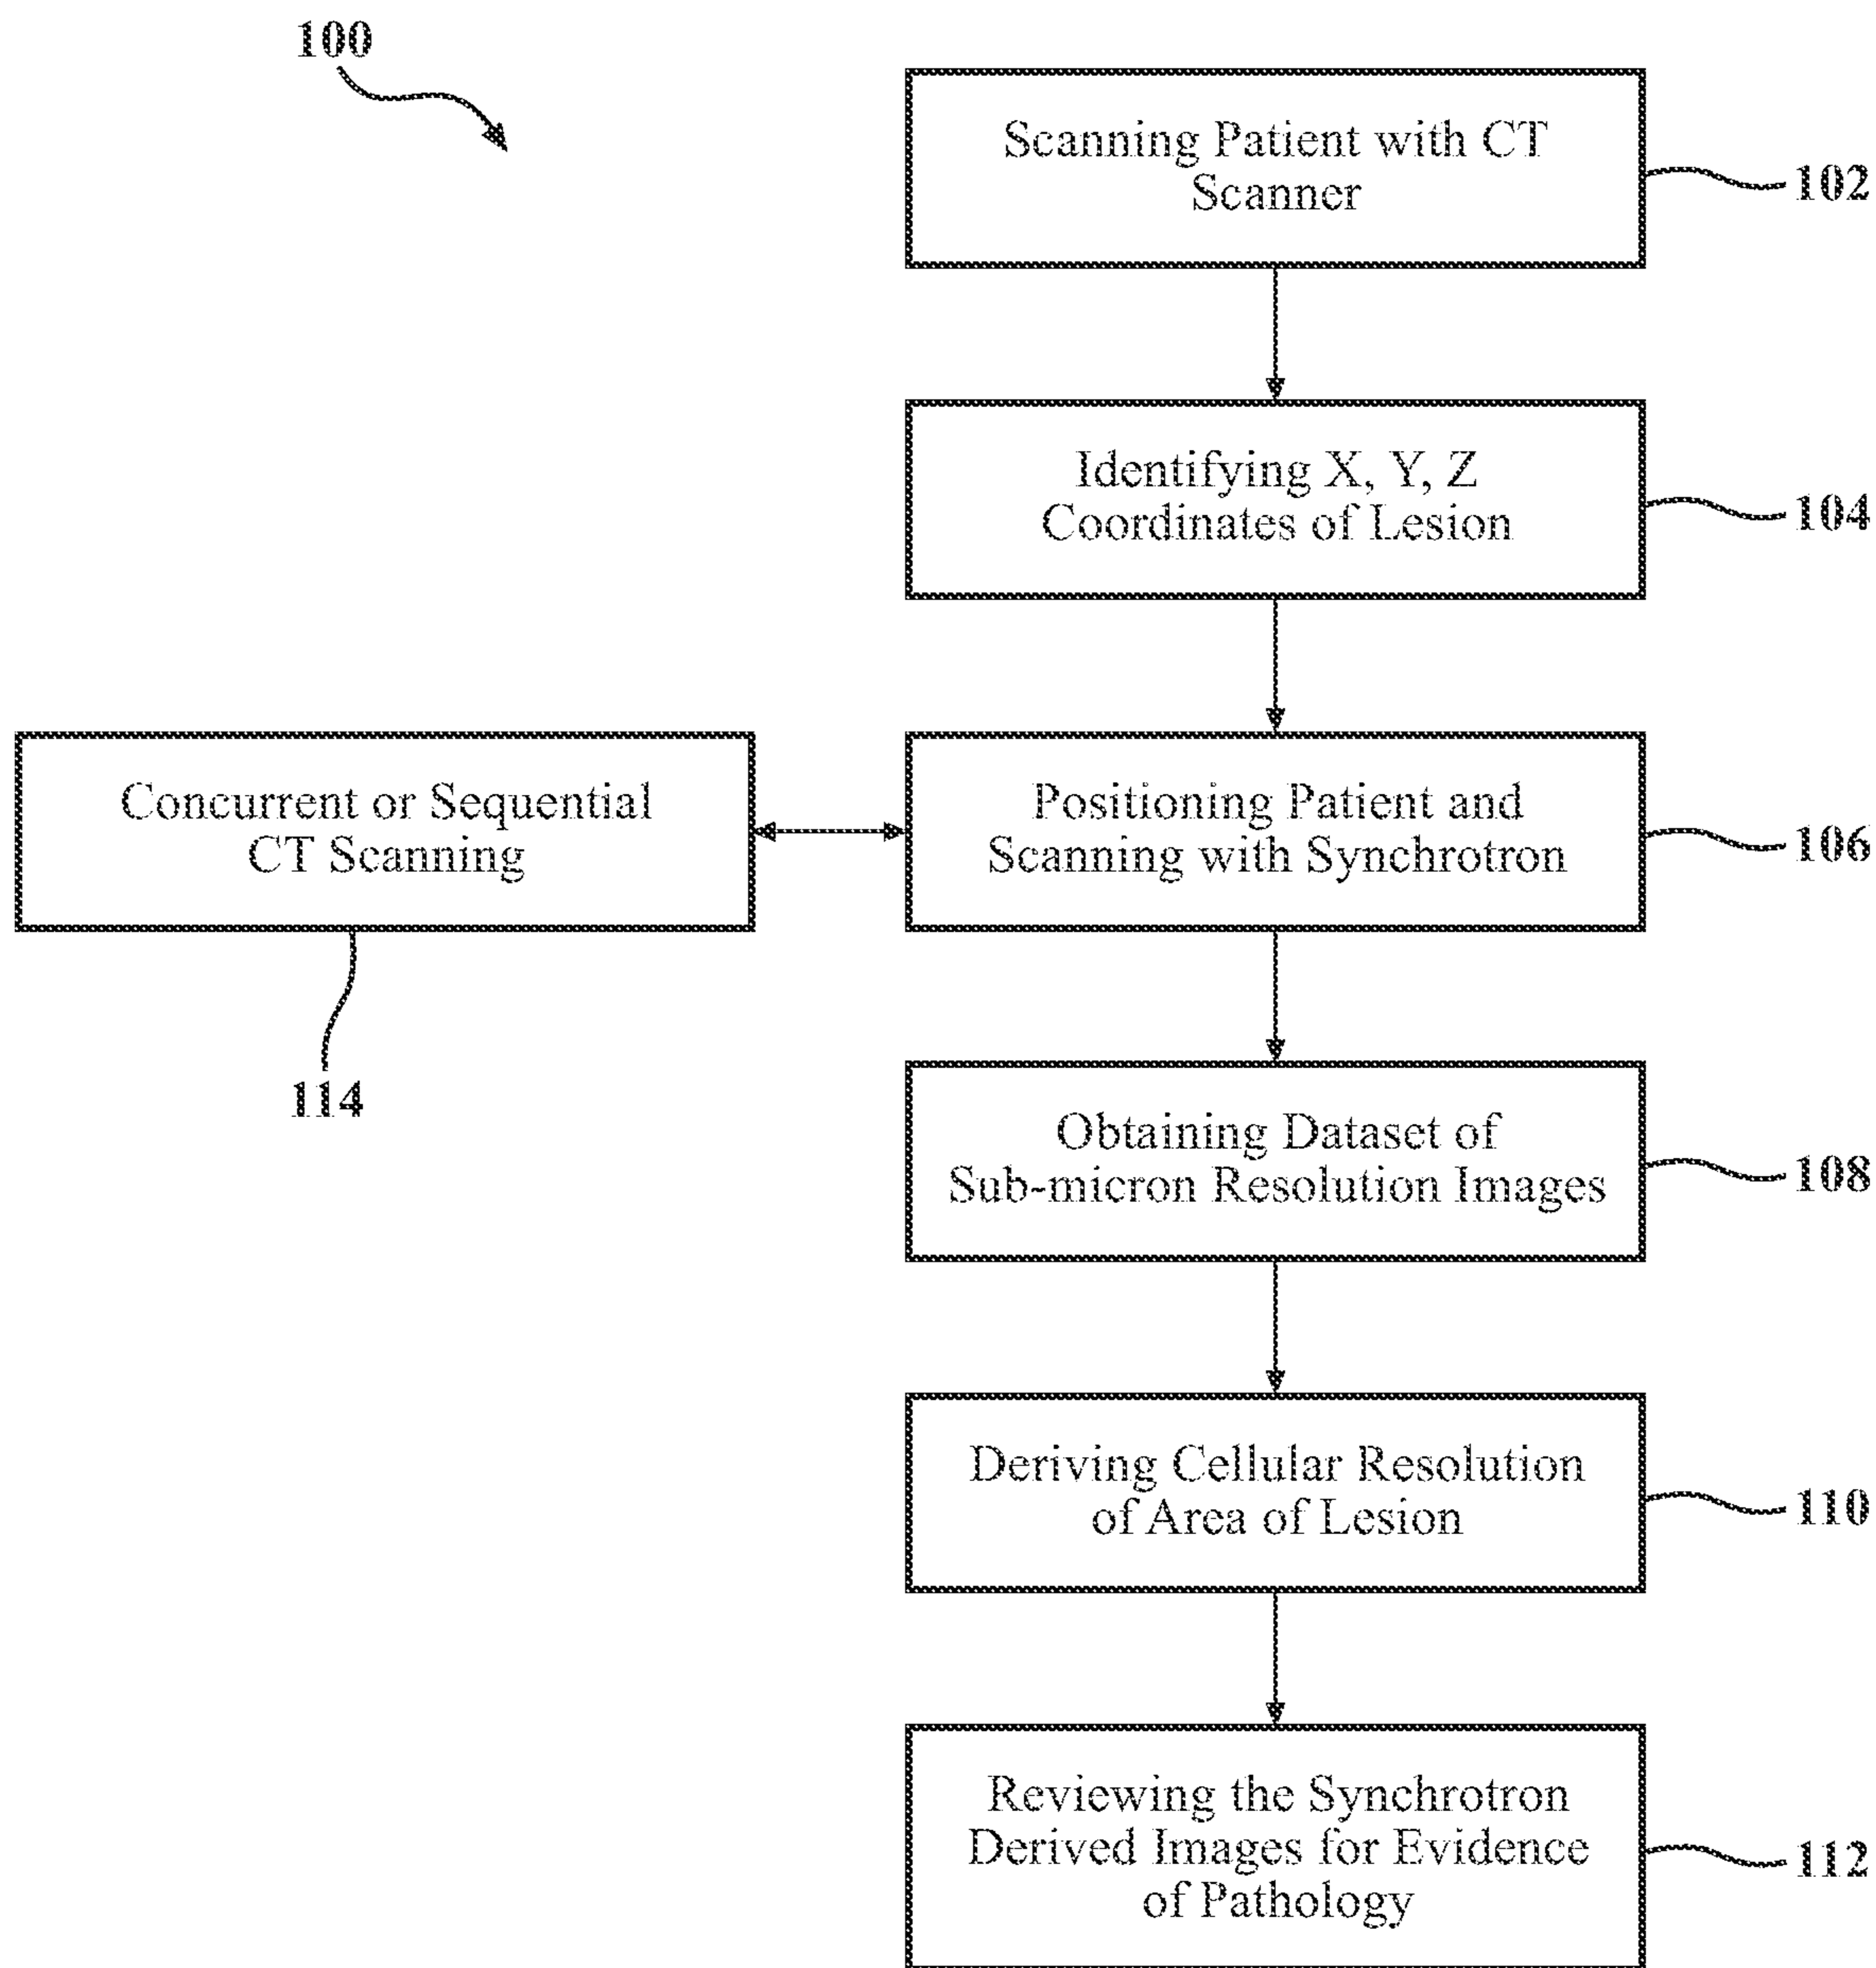 100
Scanning Patient with CT
Scanner
102
Identifying X, Y, Z
Coordinates of Lesion
104
Concurrent or Sequential
CT Scanning
114
Positioning Patient and
Scanning with Synchrotron
106
Obtaining Dataset of
Sub-micron Resolution Images
108
Deriving Cellular Resolution
of Area of Lesion
110
Reviewing the Synchrotron
Derived Images for Evidence
of Pathology
112